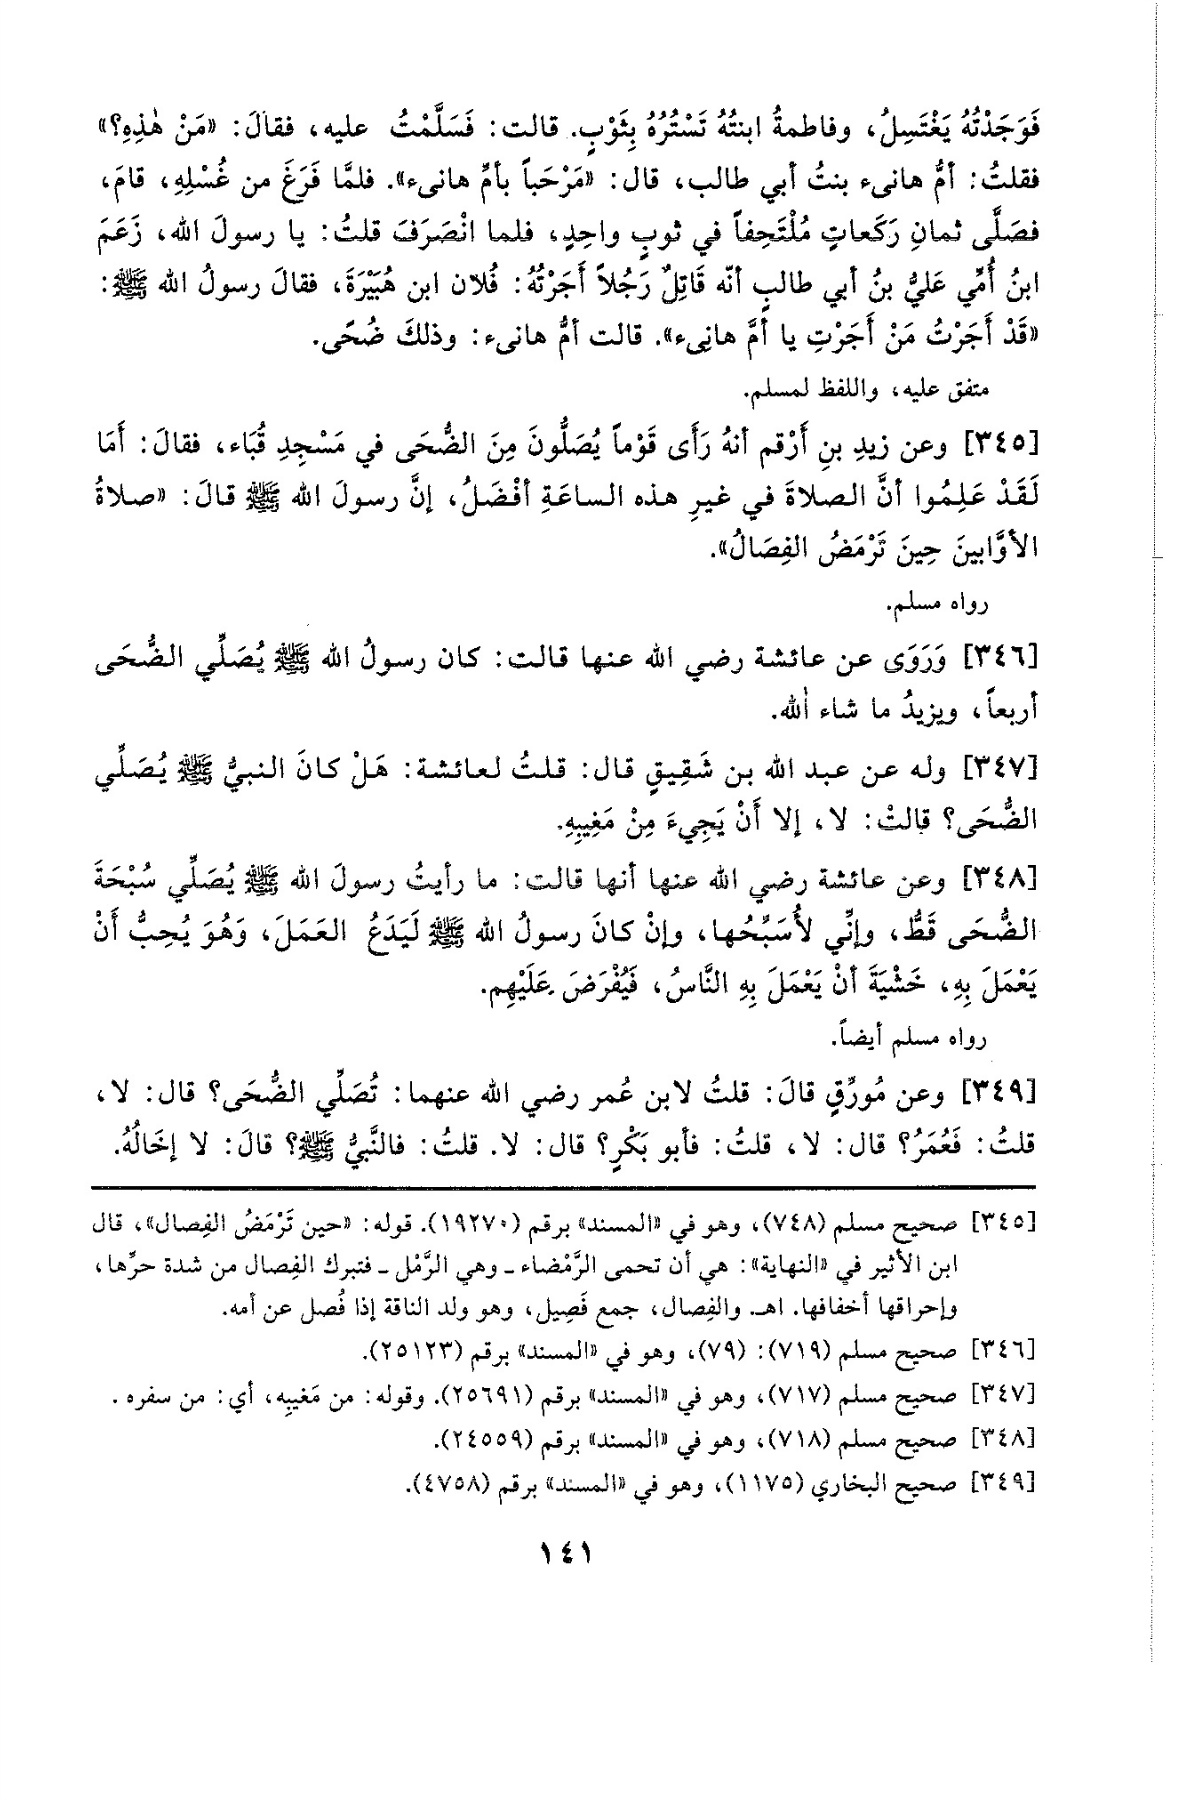 فَوَجَدْتُهُ يَغْتَسِلُ، وفاطمةُ ابنتُهُ تَسْتُرُهُ بِثَوْبٍ. قالت: فَسَلَّمْتُ عليه، فقالَ: «مَنْ هٰذِهِ؟»
فقلتُ: أمُّ هانىء بنتُ أبي طالب، قال: «مَرْحَباً بأمِّ هانىء». فلمَّا فَرَغَ من غُسْلِهِ، قامَ،
فصَلَّى ثمانِ رَكَعاتٍ مُلْتَحِفاً في ثوبٍ واحِدٍ، فلما انْصَرَفَ قلتُ: يا رسولَ الله، زَعَمَ
ابنُ أُمِّي عَليُّ بنُ أبي طالبٍ أنّه قَاتِلٌ رَجُلاً أَجَرْتُهُ: فُلان ابن هُبَيْرَةَ، فقالَ رسولُ الله ﷺ:
«قَدْ أَجَرْتُ مَنْ أَجَرْتِ يا أُمَّ هانِىء». قالت أمُّ هانىء: وذلكَ ضُحًى.
متفق عليه، واللفظ لمسلم.
[٣٤٥] وعن زيدِ بنِ أَرْقم أنهُ رَأى قَوْماً يُصَلُّونَ مِنَ الضُّحَى في مَسْجِدِ قُبَاء، فقالَ: أَمَا
لَقَدْ عَلِمُوا أنَّ الصلاةَ في غيرِ هذه الساعَةِ أفْضَلُ، إنَّ رسولَ الله ﷺ قالَ: «صلاةُ
الأوَّابينَ حِينَ تَرْمَضُ الفِصَالُ».
رواه مسلم.
[٣٤٦] وَرَوَى عن عائشة رضي الله عنها قالت: كان رسولُ الله ﷺ يُصَلِّي الضُّحَى
أربعاً، ويزيدُ ما شاء الله.
[٣٤٧] وله عن عبد الله بن شَقِيقٍ قال: قلتُ لعائشة: هَلْ كانَ النبيُّ ﷺ يُصَلِّي
الضُّحَى؟ قالتْ: لا، إلا أَنْ يَجِيءَ مِنْ مَغِيبِهِ.
[٣٤٨] وعن عائشة رضي الله عنها أنها قالت: ما رأيتُ رسولَ الله ﷺ يُصَلِّي سُبْحَةَ
الضُّحَى قَطُّ، وإنِّي لأُسَبِّحُها، وإنْ كانَ رسولُ الله ﷺ لَيَدَعُ العَمَلَ، وَهُوَ يُحِبُّ أَنْ
يَعْمَلَ بِهِ، خَشْيَةَ أنْ يَعْمَلَ بِهِ النَّاسُ، فَيُفْرَضَ عَلَيْهِم.
رواه مسلم أيضاً.
[٣٤٩] وعن مُورِّقٍ قالَ: قلتُ لابن عُمر رضي الله عنهما: تُصَلِّي الضُّحَى؟ قال: لا،
قلتُ: فَعُمَرُ؟ قال: لا، قلتُ: فأبو بَكْرٍ؟ قال: لا. قلتُ: فالنَّبيُّ ﷺ؟ قالَ: لا إخَالُهُ.
[٣٤٥] صحيح مسلم (٧٤٨)، وهو في «المسند» برقم (١٩٢٧٠). قوله: «حين تَرْمَضُ الفِصال»، قال
ابن الأثير في «النهاية»: هي أن تحمى الرَّمْضاء ـ وهي الرَّمْل ـ فتبرك الفِصال من شدة حرِّها،
وإحراقها أخفافها. اهـ. والفِصال، جمع فَصِيل، وهو ولد الناقة إذا فُصل عن أمه.
[٣٤٦] صحيح مسلم (٧١٩): (٧٩)، وهو في «المسند» برقم (٢٥١٢٣).
[٣٤٧] صحيح مسلم (٧١٧)، وهو في «المسند» برقم (٢٥٦٩١). وقوله: من مَغيبِه، أي: من سفره.
[٣٤٨] صحيح مسلم (٧١٨)، وهو في «المسند» برقم (٢٤٥٥٩).
[٣٤٩] صحيح البخاري (١١٧٥)، وهو في «المسند» برقم (٤٧٥٨).
١٤١